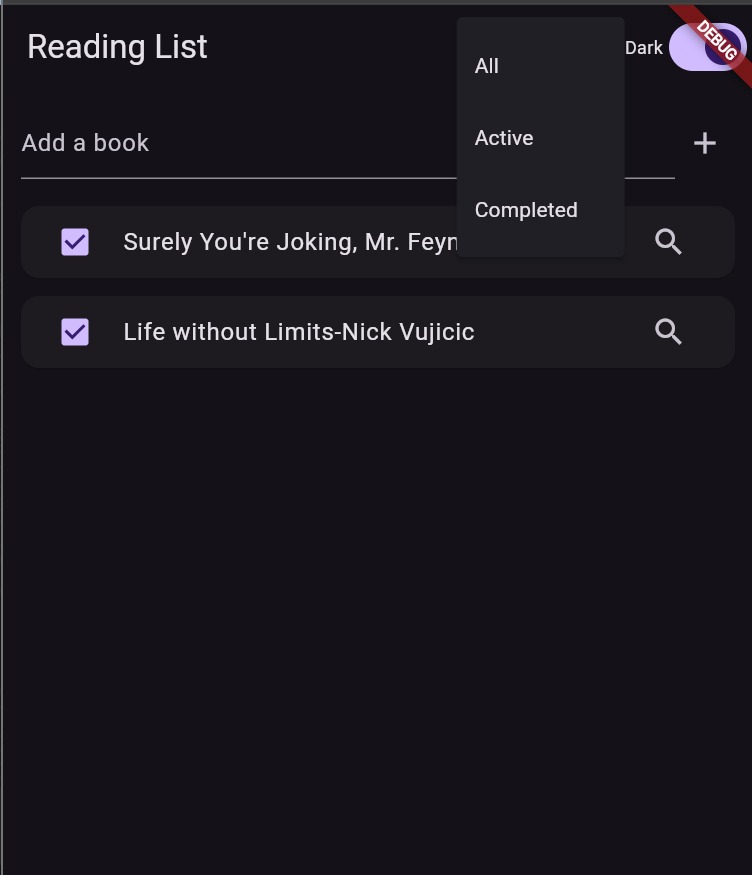 Reading List
Dark
DEBUG
All
Add a book
Active
Completed
Surely You're Joking, Mr. Feyn
Life without Limits-Nick Vujicic